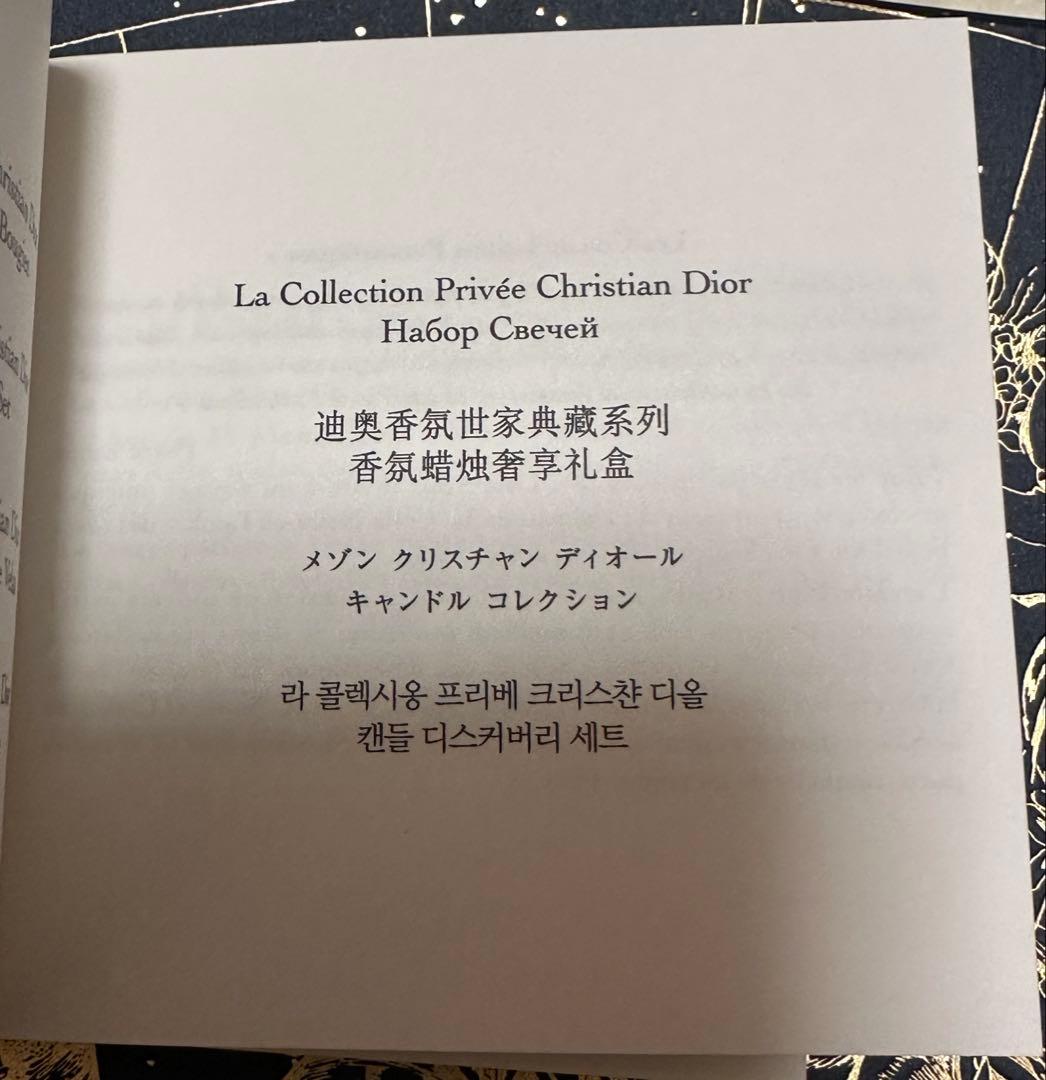 La Collection Privée Christian Dior
Набор Свечей
迪奥香氛世家典藏系列
香氛蜡烛奢享礼盒
メゾン クリスチャン ディオール
キャンドル コレクション
라 콜렉시옹 프리베 크리스챤 디올
캔들 디스커버리 세트